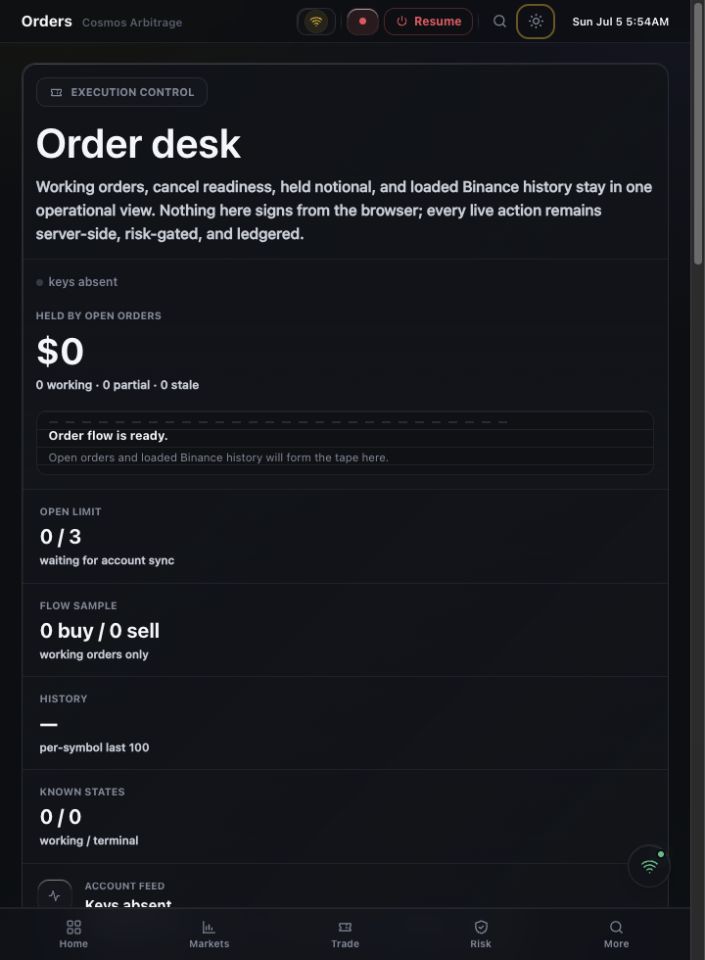 Orders Cosmos Arbitrage Resume Sun Jul 5 5:54AM
EXECUTION CONTROL
Order desk
Working orders, cancel readiness, held notional, and loaded Binance history stay in one
operational view. Nothing here signs from the browser; every live action remains
server-side, risk-gated, and ledgered.
keys absent
HELD BY OPEN ORDERS
$0
0 working · 0 partial · 0 stale
Order flow is ready.
Open orders and loaded Binance history will form the tape here.
OPEN LIMIT
0 / 3
waiting for account sync
FLOW SAMPLE
0 buy / 0 sell
working orders only
HISTORY
—
per-symbol last 100
KNOWN STATES
0 / 0
working / terminal
ACCOUNT FEED
Keys absent
Home Markets Trade Risk More